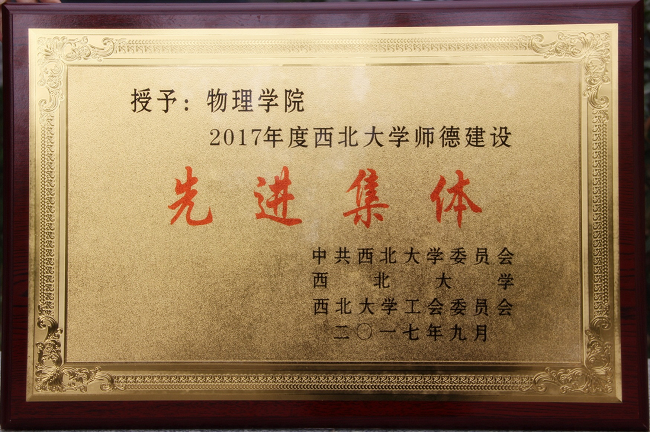 授予：物理学院
2017年度西北大学师德建设
先进集体
中共西北大学委员会
西北大学
西北大学工会委员会
二〇一七年九月